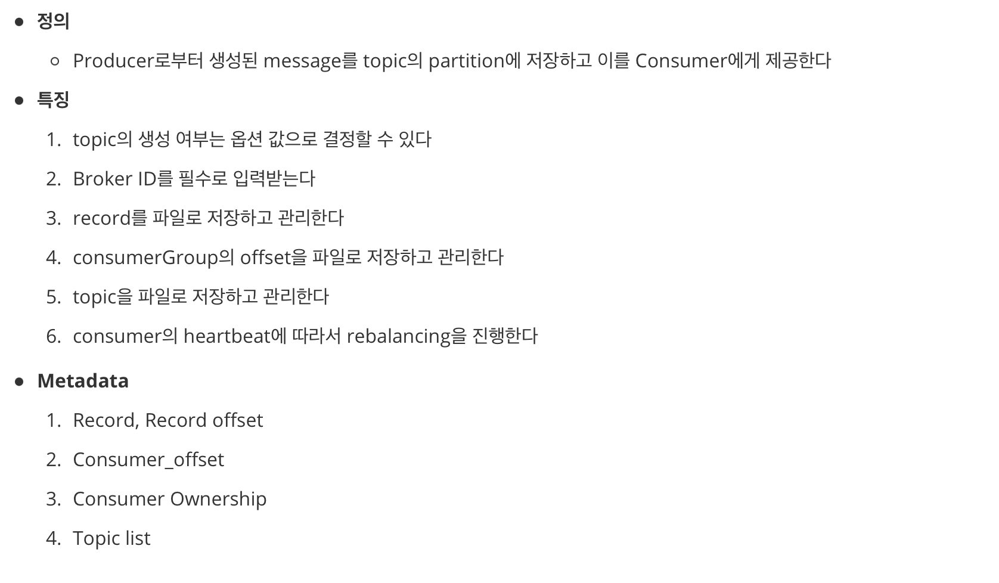 ● 정의
○ Producer로부터 생성된 message를 topic의 partition에 저장하고 이를 Consumer에게 제공한다
● 특징
1. topic의 생성 여부는 옵션 값으로 결정할 수 있다
2. Broker ID를 필수로 입력받는다
3. record를 파일로 저장하고 관리한다
4. consumerGroup의 offset을 파일로 저장하고 관리한다
5. topic을 파일로 저장하고 관리한다
6. consumer의 heartbeat에 따라서 rebalancing을 진행한다
● Metadata
1. Record, Record offset
2. Consumer_offset
3. Consumer Ownership
4. Topic list